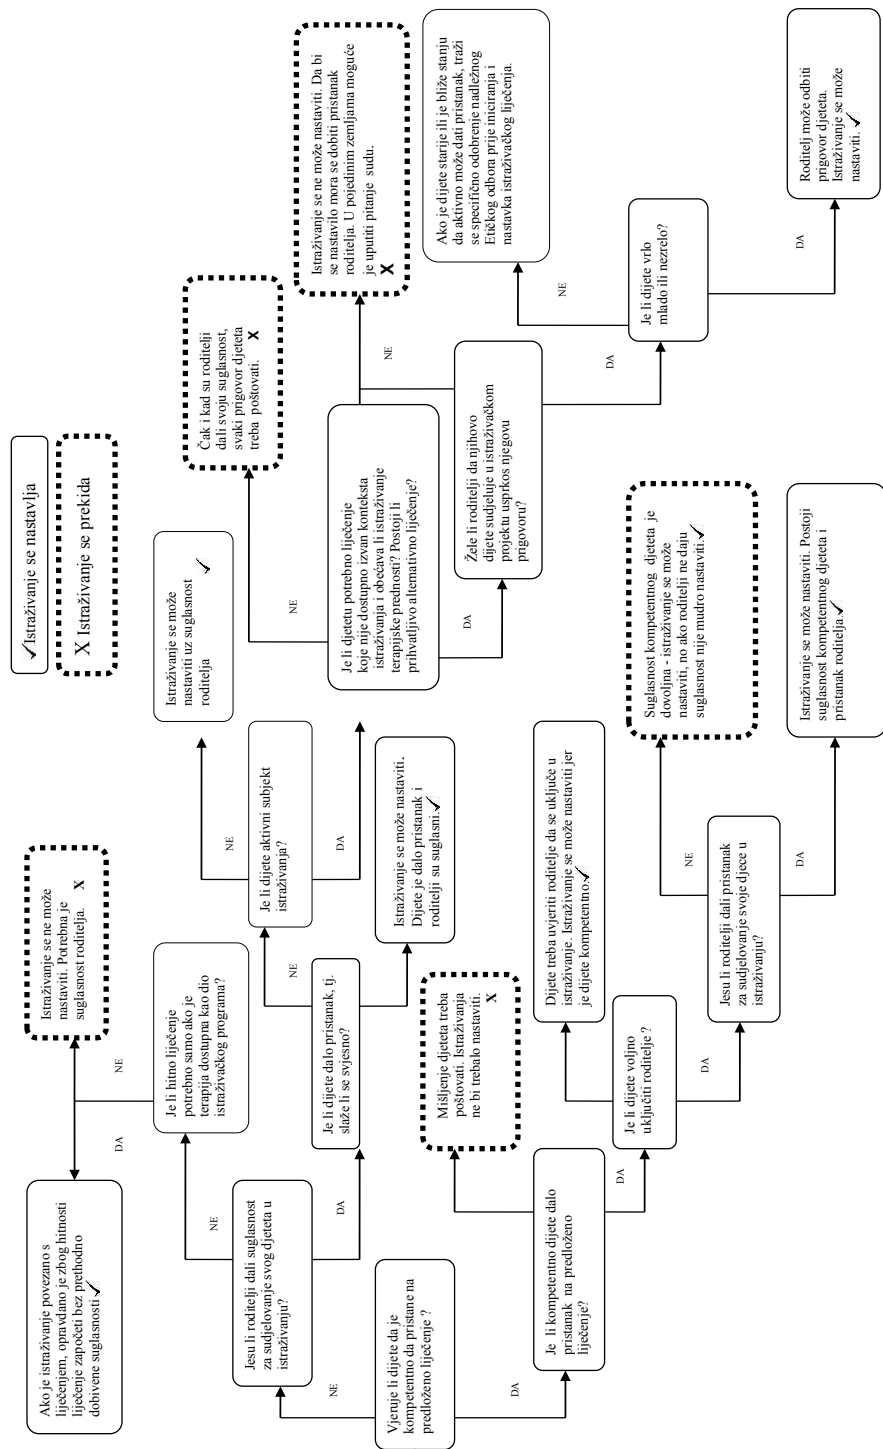 ✓Istraživanje se nastavlja
X Istraživanje se prekida
Ako je istraživanje povezano s
liječenjem, opravdano je zbog hitnosti
liječenje započeti bez prethodno
dobivene suglasnosti ✓
DA
NE
Istraživanje se ne može
nastaviti. Potrebna je
suglasnost roditelja. X
Je li hitno liječenje
potrebno samo ako je
terapija dostupna kao dio
istraživačkog programa?
NE
Jesu li roditelji dali suglasnost
za sudjelovanje svog djeteta u
istraživanju?
DA
NE
Vjeruje li dijete da je
kompetentno da pristane na
predloženo liječenje ?
DA
Je li dijete dalo pristanak, tj.
slaže li se svjesno?
NE
Istraživanje se može nastaviti.
Dijete je dalo pristanak i
roditelji su suglasni.✓
Je li dijete aktivni subjekt
istraživanja?
NE
DA
Istraživanje se može
nastaviti uz suglasnost
roditelja ✓
Je li djetetu potrebno liječenje
koje nije dostupno izvan konteksta
istraživanja i obećava li istraživanje
terapijske prednosti? Postoji li
prihvatljivo alternativno liječenje?
NE
DA
Čak i kad su roditelji
dali svoju suglasnost,
svaki prigovor djeteta
treba poštovati. X
Žele li roditelji da njihovo
dijete sudjeluje u istraživačkom
projektu usprkos njegovu
prigovoru?
NE
DA
Istraživanje se ne može nastaviti. Da bi
se nastavilo mora se dobiti pristanak
roditelja. U pojedinim zemljama moguće
je uputiti pitanje sudu.
X
Je li dijete vrlo
mlado ili nezrelo?
NE
DA
Ako je dijete starije ili je bliže stanju
da aktivno može dati pristanak, traži
se specifično odobrenje nadležnog
Etičkog odbora prije iniciranja i
nastavka istraživačkog liječenja.
Roditelj može odbiti
prigovor djeteta.
Istraživanje se može
nastaviti. ✓
Je li kompetentno dijete dalo
pristanak na predloženo
liječenje?
DA
Mišljenje djeteta treba
poštovati. Istraživanja
ne bi trebalo nastaviti.
X
Je li dijete voljno
uključiti roditelje ?
DA
Dijete treba uvjeriti roditelje da se uključe u
istraživanje. Istraživanje se može nastaviti jer
je dijete kompetentno.✓
Jesu li roditelji dali pristanak
za sudjelovanje svoje djece u
istraživanju?
NE
DA
Suglasnost kompetentnog djeteta je
dovoljna - istraživanje se može
nastaviti, no ako roditelji ne daju
suglasnost nije mudro nastaviti.✓
Istraživanje se može nastaviti. Postoji
suglasnost kompetentnog djeteta i
pristanak roditelja.✓